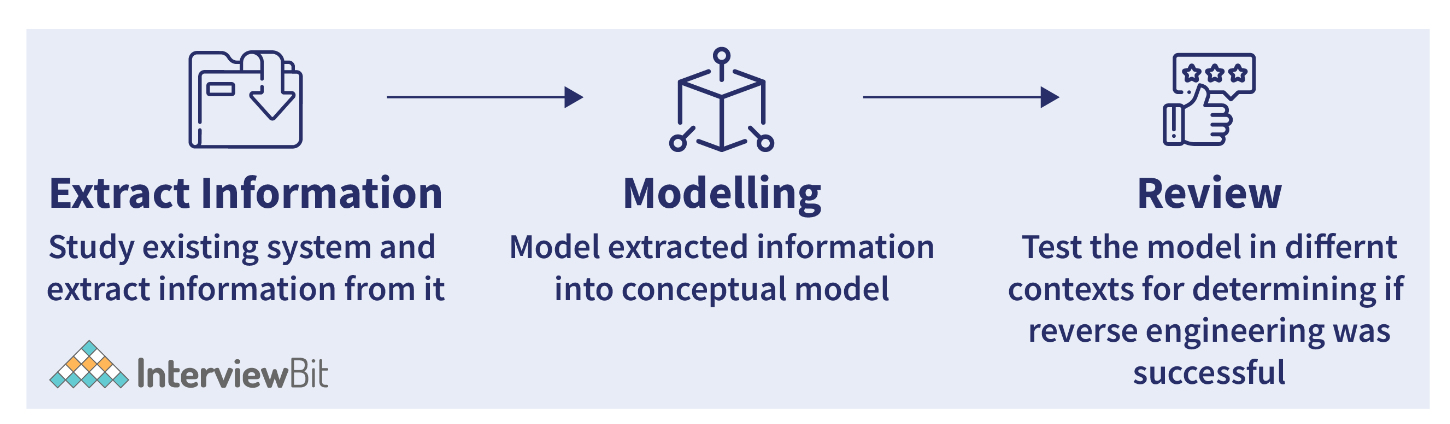 Extract Information
Study existing system and
extract information from it
Modelling
Model extracted information
into conceptual model
Review
Test the model in differnt
contexts for determining if
reverse engineering was
successful
InterviewBit